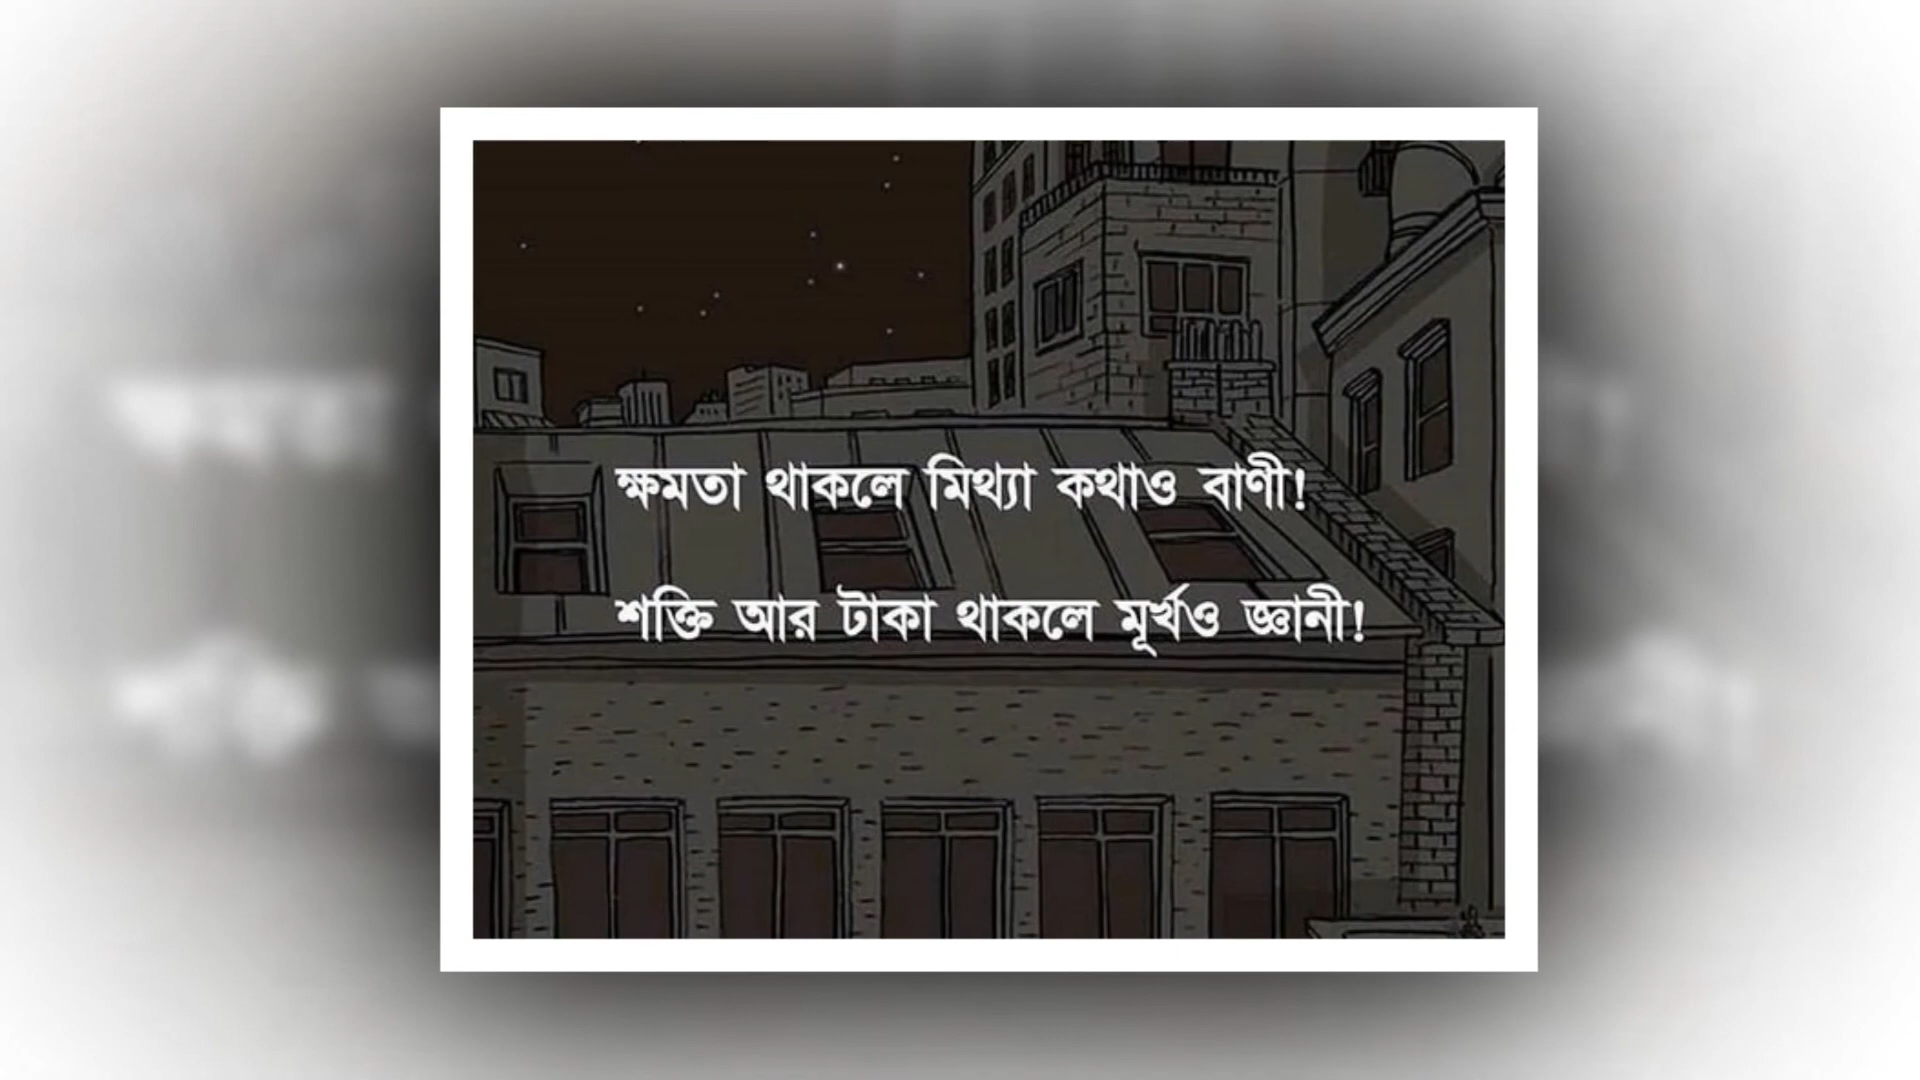 ক্ষমতা থাকলে মিথ্যা কথাও বাণী!
শক্তি আর টাকা থাকলে মূর্খও জ্ঞানী!